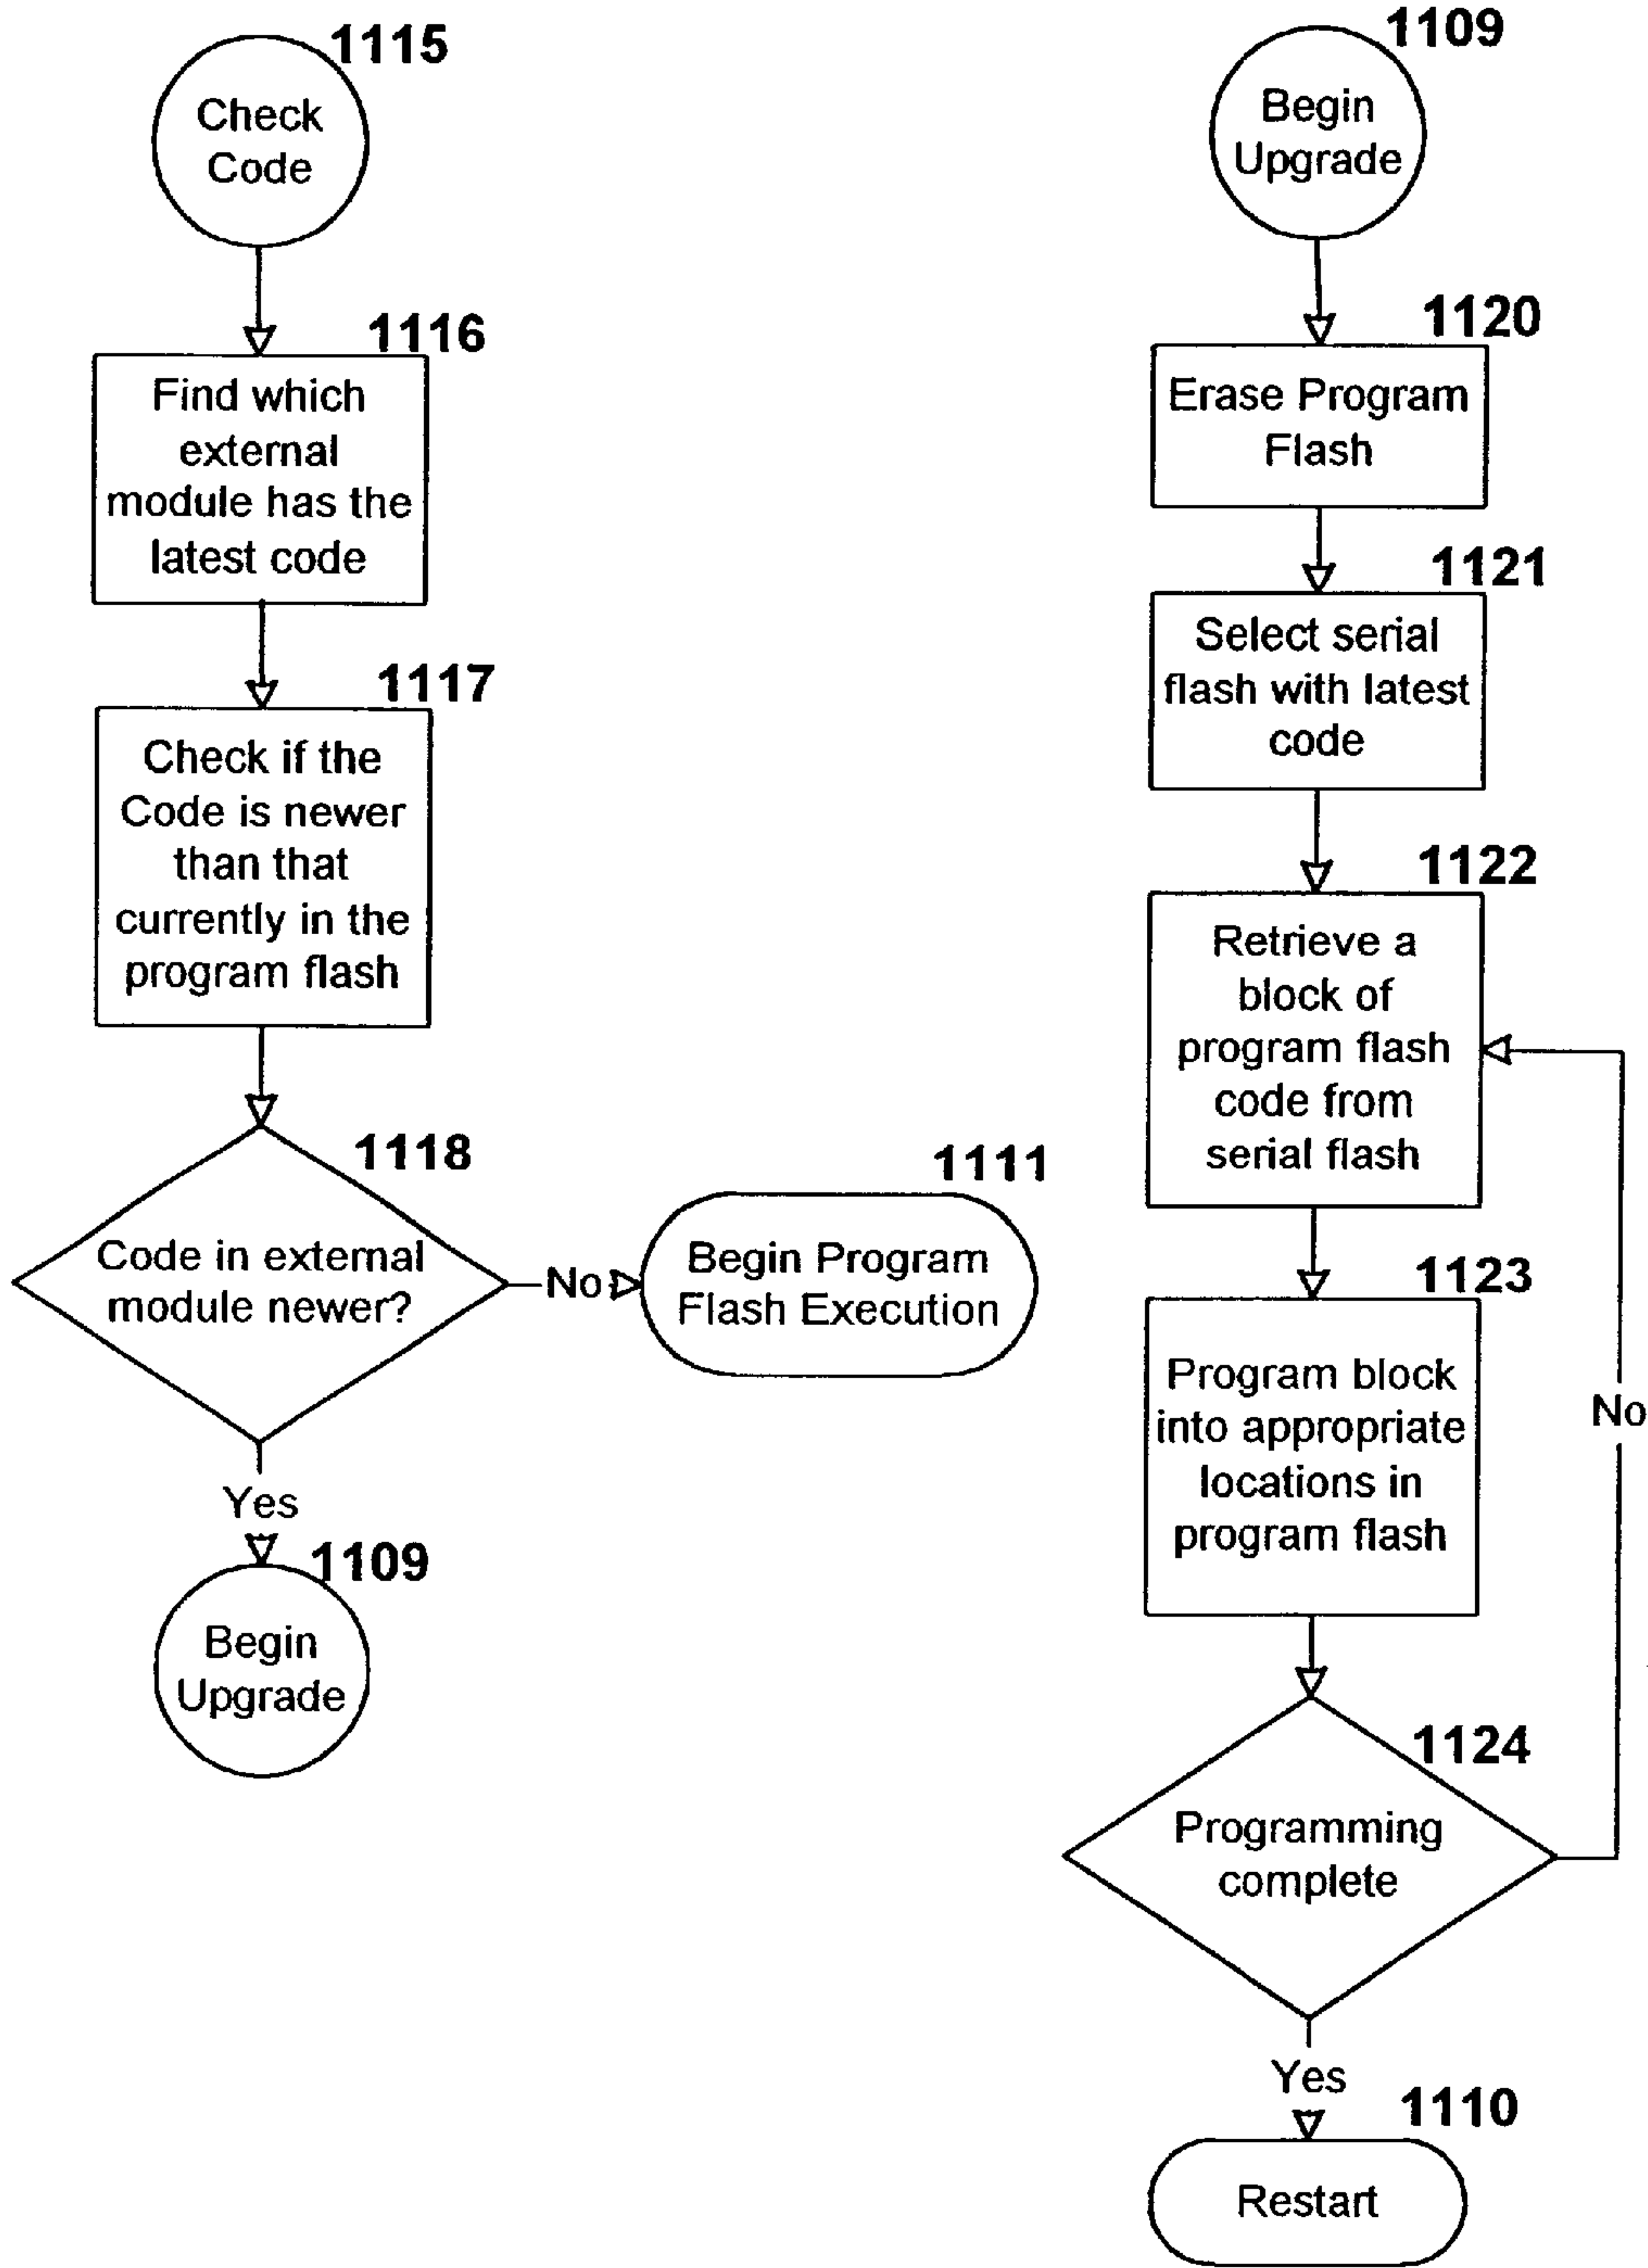 1115
Check
Code
1116
Find which
external
module has the
latest code
1117
Check if the
Code is newer
than that
currently in the
program flash
1118
Code in external
module newer?
No
1111
Begin Program
Flash Execution
Yes
1109
Begin
Upgrade
1109
Begin
Upgrade
1120
Erase Program
Flash
1121
Select serial
flash with latest
code
1122
Retrieve a
block of
program flash
code from
serial flash
1123
Program block
into appropriate
locations in
program flash
No
1124
Programming
complete
Yes
1110
Restart